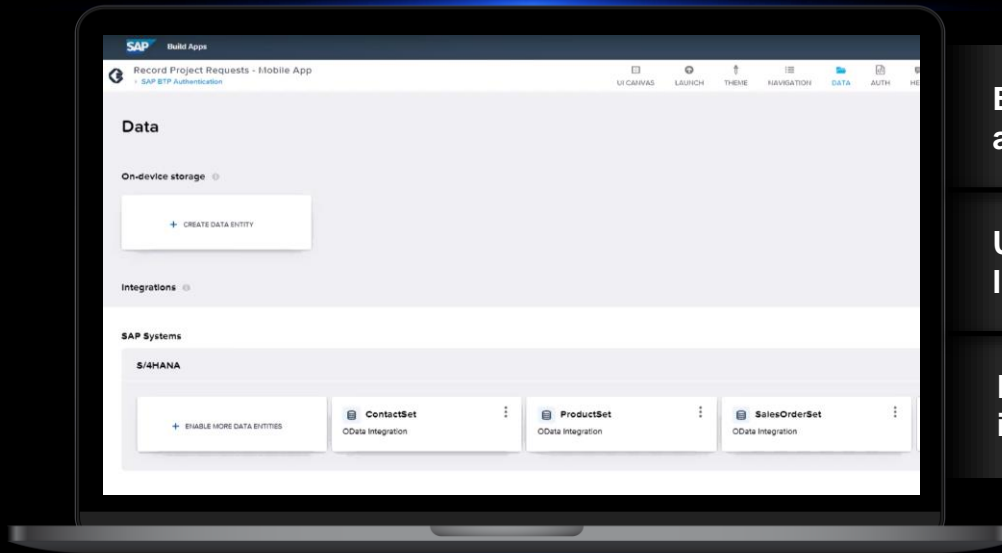 SAP Build Apps
Record Project Requests - Mobile App
SAP BTP Authentication
UI CANVAS LAUNCH THEME NAVIGATION DATA AUTH
Data
On-device storage
+ CREATE DATA ENTITY
Integrations
SAP Systems
S/4HANA
+ ENABLE MORE DATA ENTITIES
ContactSet
OData Integration
ProductSet
OData Integration
SalesOrderSet
OData Integration